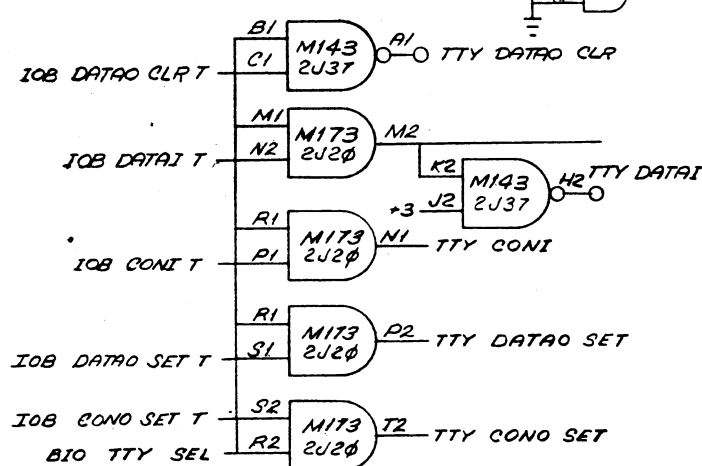 B1
M143
2J37
A1
TTY DATAO CLR
IOB DATAO CLR T
C1
M1
M173
2J2Ø
M2
IOB DATAI T
N2
K2
M143
2J37
H2
TTY DATAI
+3
J2
R1
M173
2J2Ø
N1
TTY CONI
IOB CONI T
P1
R1
M173
2J2Ø
P2
TTY DATAO SET
IOB DATAO SET T
S1
IOB CONO SET T
S2
M173
2J2Ø
T2
TTY CONO SET
BIO TTY SEL
R2